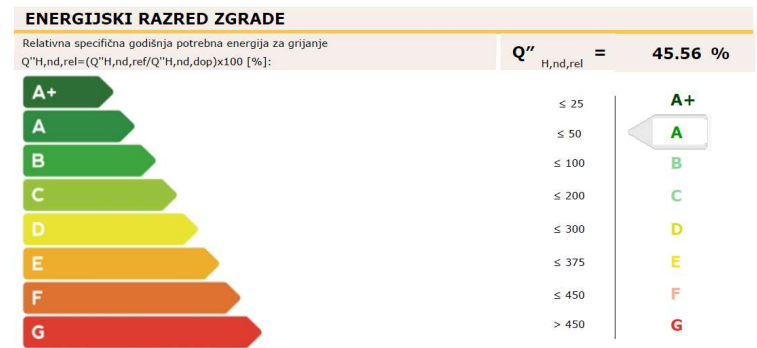 ENERGIJSKI RAZRED ZGRADE
Relativna specifična godišnja potrebna energija za grijanje
Q''H,nd,rel=(Q''H,nd,ref/Q''H,nd,dop)x100 [%]:
Q″ H,nd,rel = 45.56 %
A+ ≤ 25 A+
A ≤ 50 A
B ≤ 100 B
C ≤ 200 C
D ≤ 300 D
E ≤ 375 E
F ≤ 450 F
G > 450 G